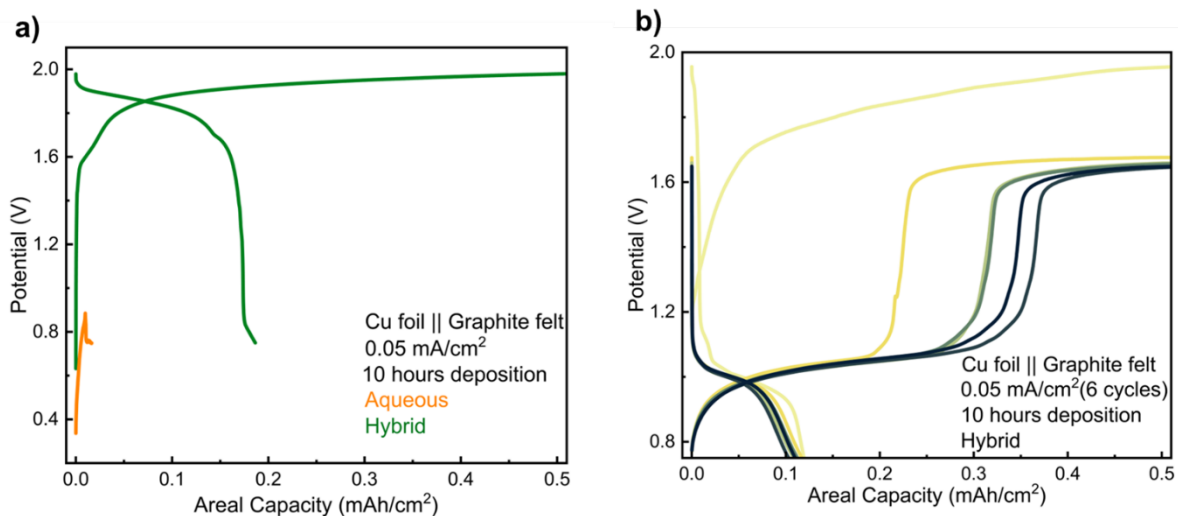 a)
2.0
1.6
1.2
0.8
0.4
Potential (V)
Cu foil || Graphite felt
0.05 mA/cm²
10 hours deposition
Aqueous
Hybrid
0.0 0.1 0.2 0.3 0.4 0.5
Areal Capacity (mAh/cm²)
b)
2.0
1.6
1.2
0.8
Potential (V)
Cu foil || Graphite felt
0.05 mA/cm²(6 cycles)
10 hours deposition
Hybrid
0.0 0.1 0.2 0.3 0.4 0.5
Areal Capacity (mAh/cm²)